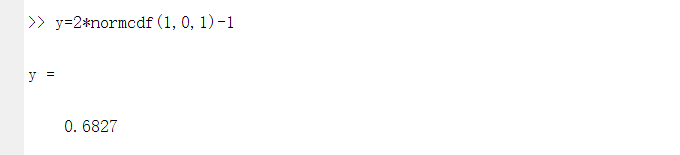 >> y=2*normcdf(1,0,1)-1
y =
0.6827